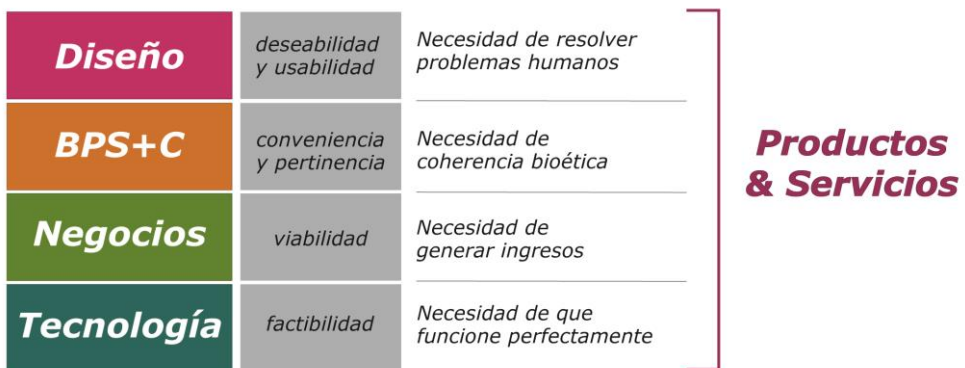 Diseño
deseabilidad
y usabilidad
Necesidad de resolver
problemas humanos
BPS+C
conveniencia
y pertinencia
Necesidad de
coherencia bioética
Negocios
viabilidad
Necesidad de
generar ingresos
Tecnología
factibilidad
Necesidad de que
funcione perfectamente
Productos
& Servicios